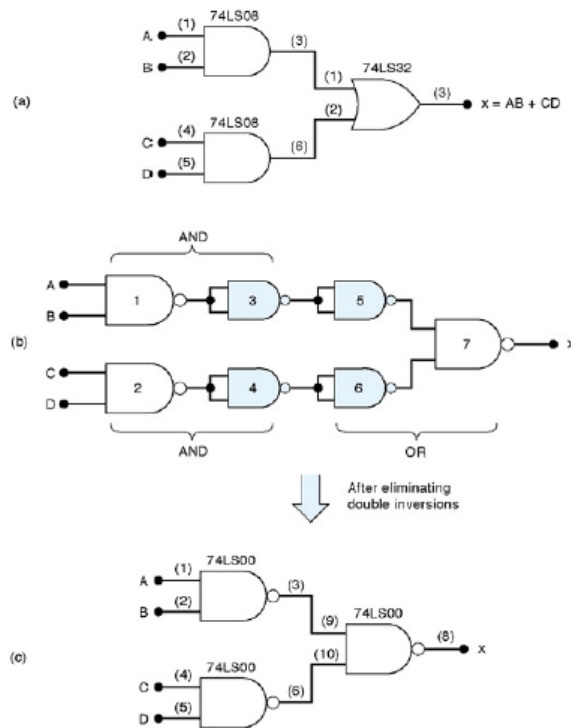 74LS08
A (1)
(3)
B (2)
74LS32
(1)
(a)
(3)
x = AB + CD
(2)
74LS08
C (4)
(6)
D (5)
AND
A
1
3
5
B
7
x
(b)
C
2
4
6
D
AND
OR
After eliminating
double inversions
74LS00
A (1)
(3)
B (2)
74LS00
(9)
(8)
x
(c)
(10)
74LS00
C (4)
(6)
D (5)